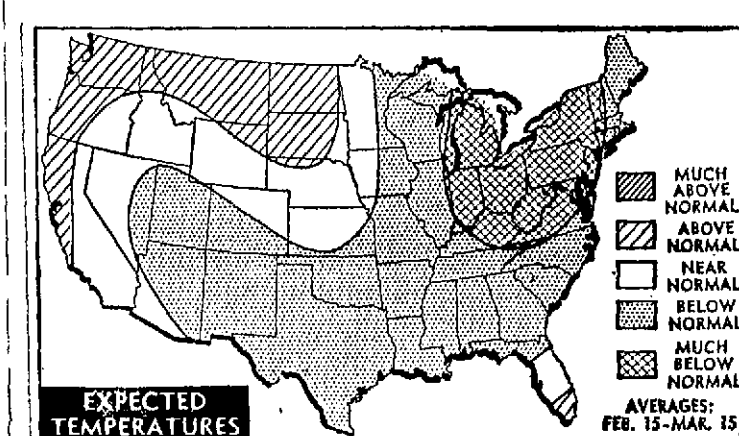 MUCH
ABOVE
NORMAL
ABOVE
NORMAL
NEAR
NORMAL
BELOW
NORMAL
MUCH
BELOW
NORMAL
EXPECTED
TEMPERATURES
AVERAGES:
FEB. 15-MAR. 15